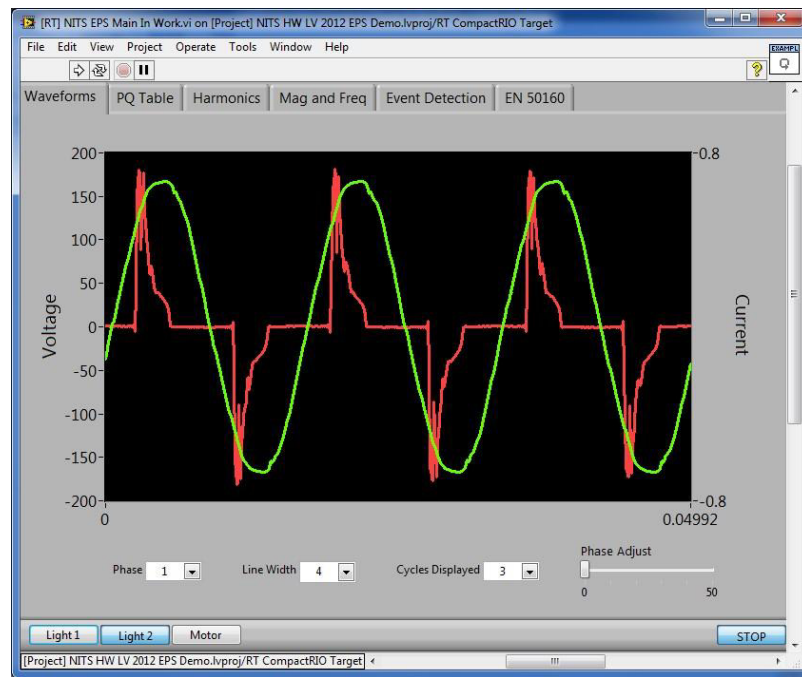 [RT] NITS EPS Main In Work.vi on [Project] NITS HW LV 2012 EPS Demo.lvproj/RT CompactRIO Target
File Edit View Project Operate Tools Window Help
EXAMPL
Waveforms PQ Table Harmonics Mag and Freq Event Detection EN 50160
200 0.8
150
100
50
0
-50
-100
-150
-200 -0.8
Voltage
Current
0 0.04992
Phase 1 Line Width 4 Cycles Displayed 3 Phase Adjust
0 50
Light 1 Light 2 Motor STOP
[Project] NITS HW LV 2012 EPS Demo.lvproj/RT CompactRIO Target